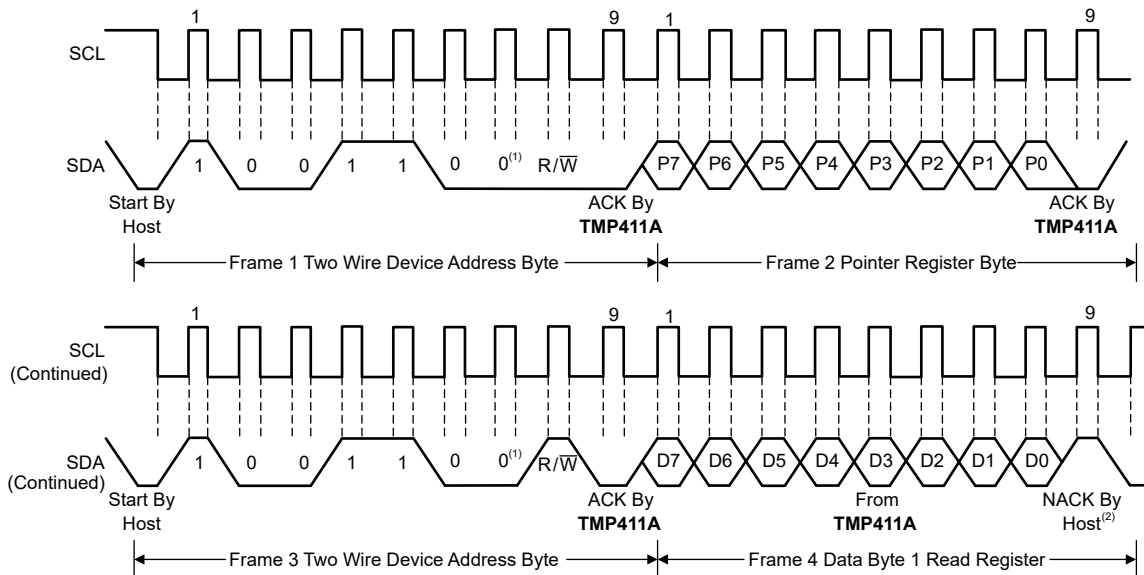 1 9 1 9
SCL
SDA 1 0 0 1 1 0 0(1) R/W̅ P7 P6 P5 P4 P3 P2 P1 P0
Start By Host
ACK By TMP411A
ACK By TMP411A
Frame 1 Two Wire Device Address Byte
Frame 2 Pointer Register Byte
1 9 1 9
SCL (Continued)
SDA (Continued) 1 0 0 1 1 0 0(1) R/W̅ D7 D6 D5 D4 D3 D2 D1 D0
Start By Host
ACK By TMP411A
From TMP411A
NACK By Host(2)
Frame 3 Two Wire Device Address Byte
Frame 4 Data Byte 1 Read Register